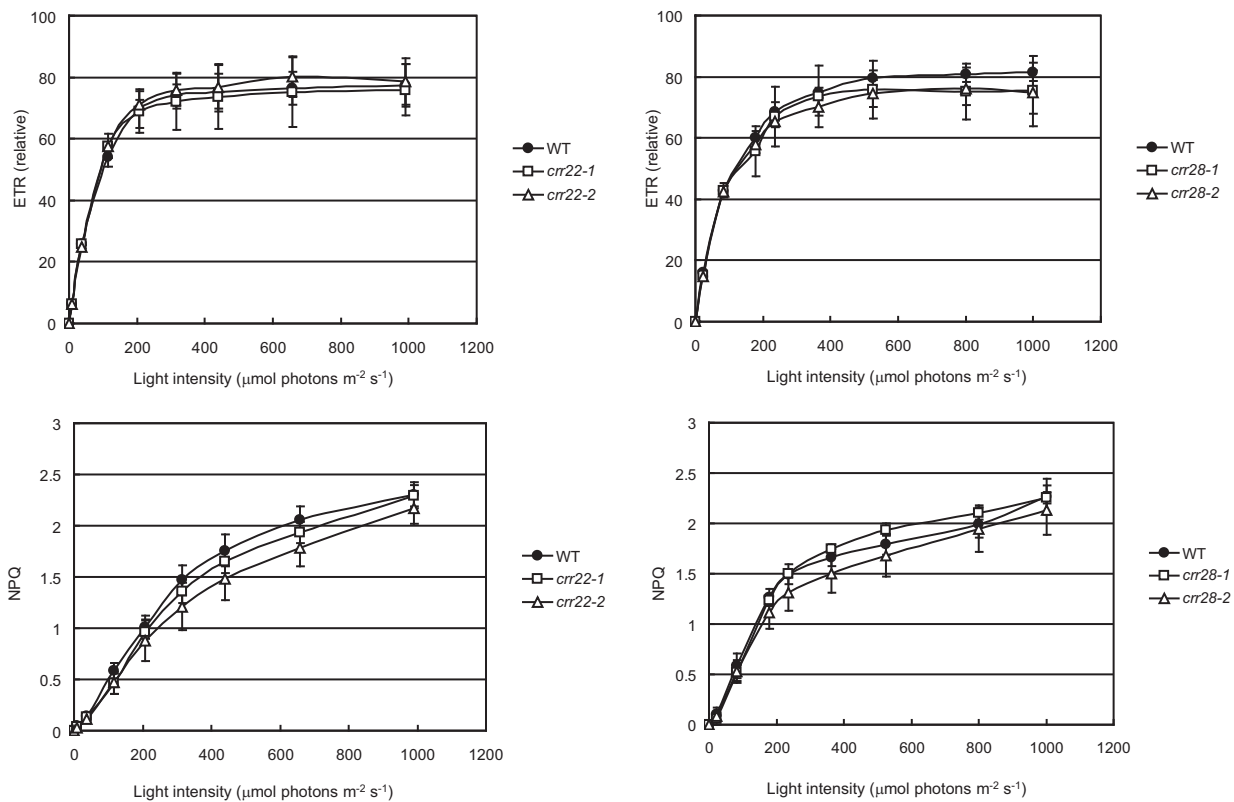 100
80
60
40
20
0
ETR (relative)
0 200 400 600 800 1000 1200
Light intensity (μmol photons m⁻² s⁻¹)
WT
crr22-1
crr22-2
100
80
60
40
20
0
ETR (relative)
0 200 400 600 800 1000 1200
Light intensity (μmol photons m⁻² s⁻¹)
WT
crr28-1
crr28-2
3
2.5
2
1.5
1
0.5
0
NPQ
0 200 400 600 800 1000 1200
Light intensity (μmol photons m⁻² s⁻¹)
WT
crr22-1
crr22-2
3
2.5
2
1.5
1
0.5
0
NPQ
0 200 400 600 800 1000 1200
Light intensity (μmol photons m⁻² s⁻¹)
WT
crr28-1
crr28-2